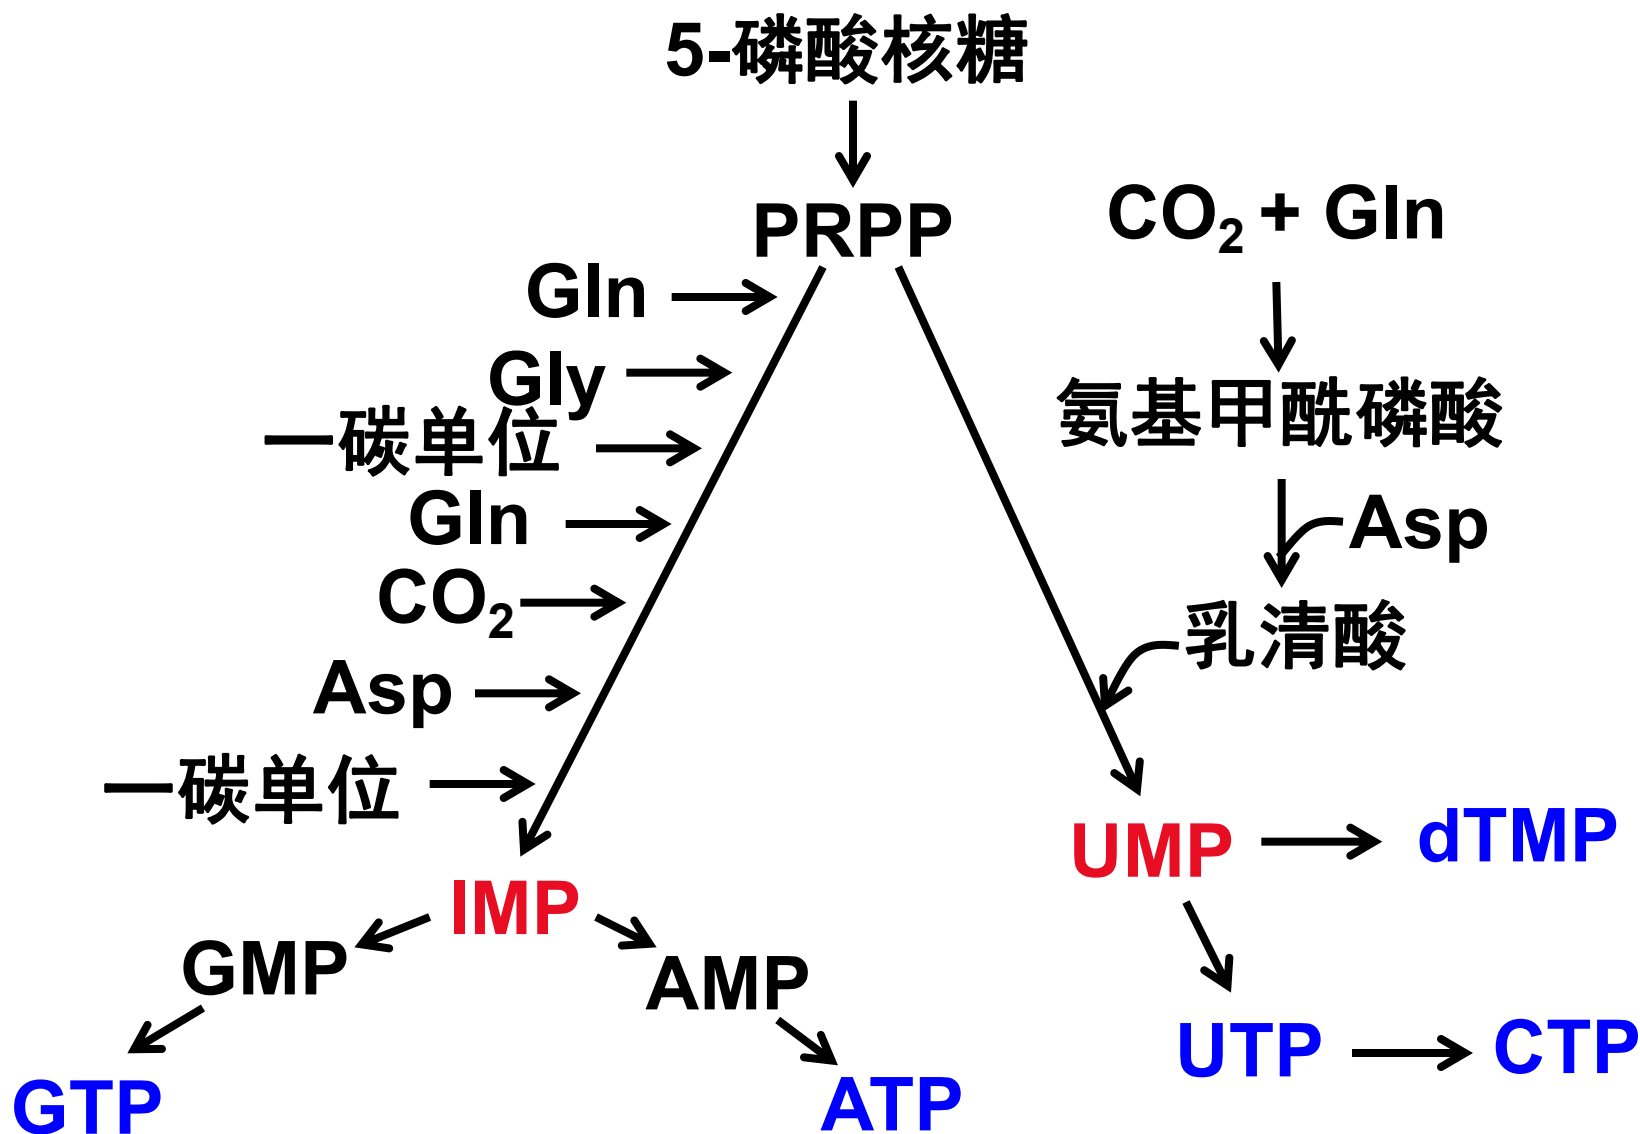 5-磷酸核糖
PRPP
CO₂ + Gln
Gln
Gly
一碳单位
Gln
CO₂
Asp
一碳单位
氨基甲酰磷酸
Asp
乳清酸
IMP
UMP
dTMP
GMP
AMP
GTP
ATP
UTP
CTP